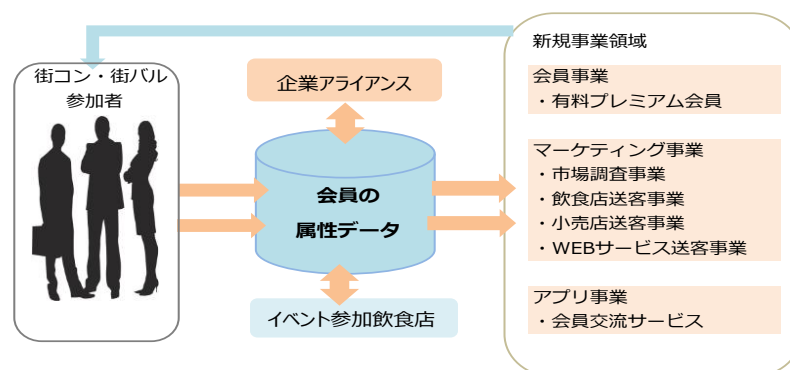 街コン・街バル
参加者
企業アライアンス
会員の
属性データ
イベント参加飲食店
新規事業領域
会員事業
・有料プレミアム会員
マーケティング事業
・市場調査事業
・飲食店送客事業
・小売店送客事業
・WEBサービス送客事業
アプリ事業
・会員交流サービス